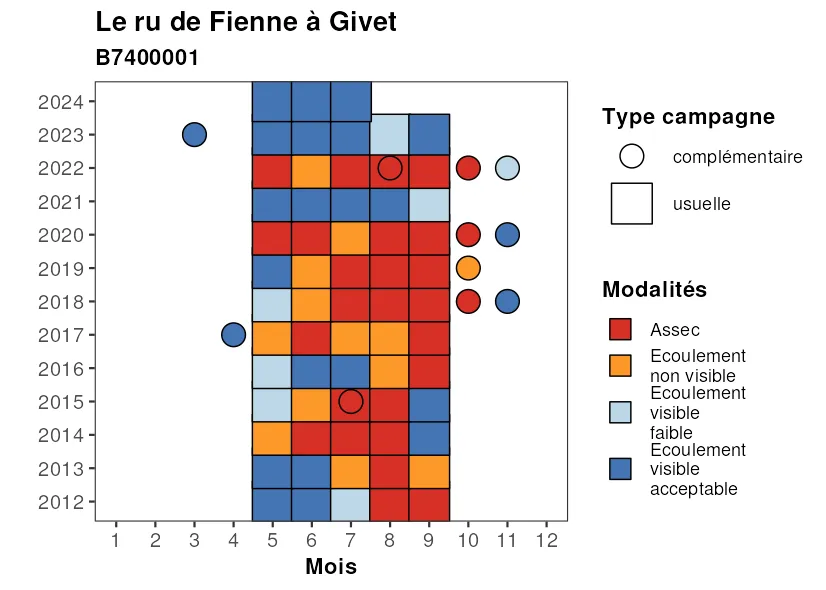 Le ru de Fienne à Givet
B7400001
2024
2023
2022
2021
2020
2019
2018
2017
2016
2015
2014
2013
2012
1 2 3 4 5 6 7 8 9 10 11 12
Mois
Type campagne
complémentaire
usuelle
Modalités
Assec
Ecoulement
non visible
Ecoulement
visible
faible
Ecoulement
visible
acceptable